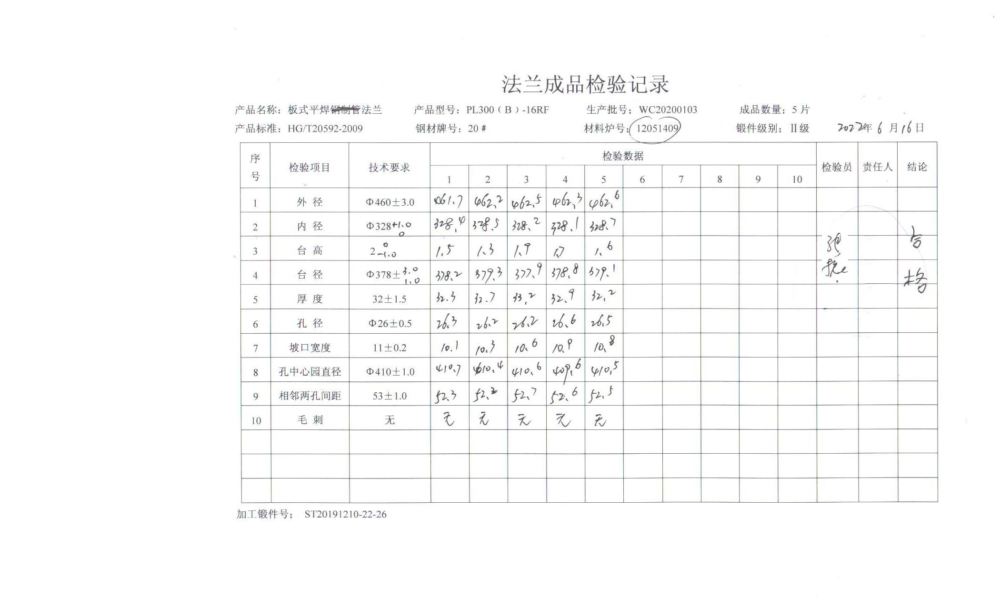 法兰成品检验记录
产品名称：板式平焊钢制管法兰 产品型号：PL300（B）-16RF 生产批号；WC20200103 成品数量；5 片
产品标准：HG/T20592-2009 钢材牌号：20＃ 材料炉号；12051409 锻件级别；Ⅱ级 2022年 6 月 16 日
序号 检验项目 技术要求 检验数据 检验员 责任人 结论
1 2 3 4 5 6 7 8 9 10
1 外 径 Φ460±3.0 461.7 462.2 462.5 462.3 462.6
2 内 径 Φ328+1.0 0 328.4 328.5 328.2 328.1 328.7
3 台 高 2 0 -1.0 1.5 1.3 1.9 1.7 1.6
4 台 径 Φ378± 3.0 1.0 378.2 379.3 377.9 378.8 379.1
5 厚 度 32±1.5 32.3 32.7 33.2 32.9 32.2
6 孔 径 Φ26±0.5 26.3 26.2 26.2 26.6 26.5
7 坡口宽度 11±0.2 10.1 10.3 10.6 10.9 10.8
8 孔中心园直径 Φ410±1.0 410.7 410.4 410.6 409.6 410.5
9 相邻两孔间距 53±1.0 52.3 52.2 52.7 52.6 52.5
10 毛 刺 无 无 无 无 无 无
合格
加工锻件号； ST20191210-22-26